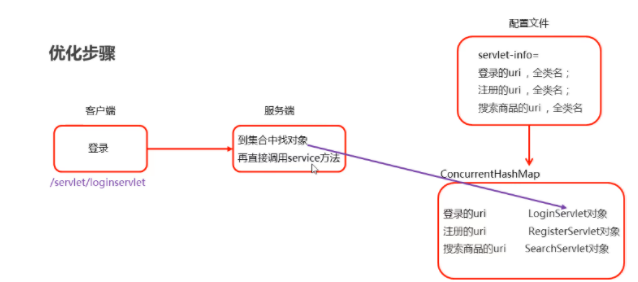 配置文件
优化步骤
servlet-info=
登录的uri ，全类名；
注册的uri ，全类名；
搜索商品的uri ，全类名
客户端
服务端
登录
到集合中找对象
再直接调用service方法
/servlet/loginservlet
ConcurrentHashMap
登录的uri LoginServlet对象
注册的uri RegisterServlet对象
搜索商品的uri SearchServlet对象